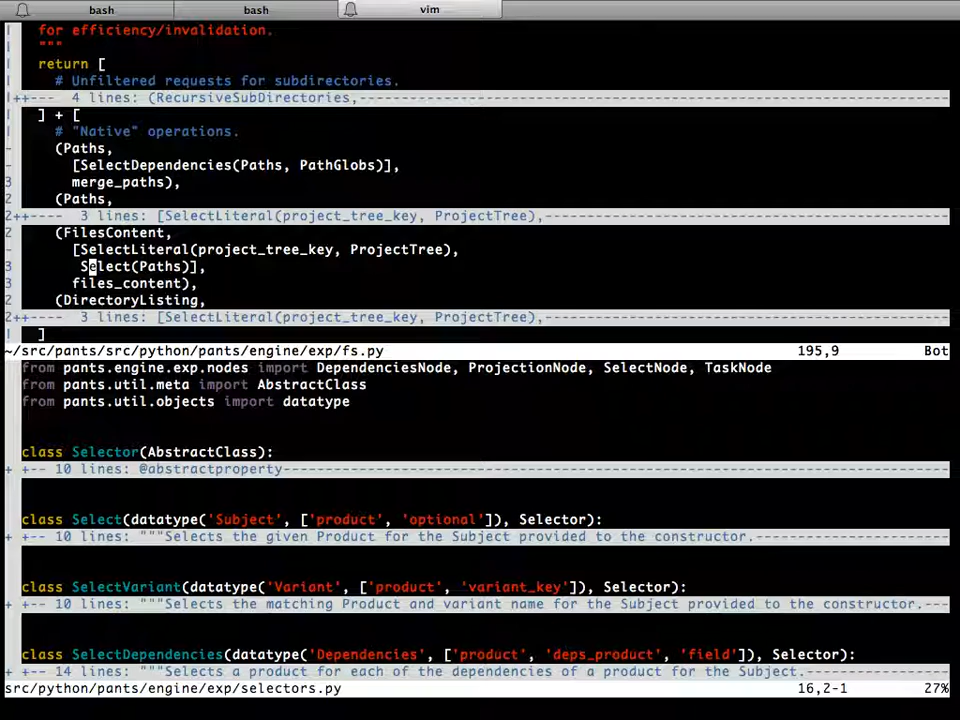 bash bash vim
for efficiency/invalidation.
"""
return [
# Unfiltered requests for subdirectories.
++--- 4 lines: (RecursiveSubDirectories,--------------------------------------------------------------------
] + [
# "Native" operations.
(Paths,
[SelectDependencies(Paths, PathGlobs)],
3 merge_paths),
2 (Paths,
2++---- 3 lines: [SelectLiteral(project_tree_key, ProjectTree),------------------------------------------------
2 (FilesContent,
- [SelectLiteral(project_tree_key, ProjectTree),
3 Select(Paths)],
3 files_content),
2 (DirectoryListing,
2++---- 3 lines: [SelectLiteral(project_tree_key, ProjectTree),------------------------------------------------
| ]
~/src/pants/src/python/pants/engine/exp/fs.py 195,9 Bot
from pants.engine.exp.nodes import DependenciesNode, ProjectionNode, SelectNode, TaskNode
from pants.util.meta import AbstractClass
from pants.util.objects import datatype
class Selector(AbstractClass):
+ +-- 10 lines: @abstractproperty-------------------------------------------------------------------------------
class Select(datatype('Subject', ['product', 'optional']), Selector):
+ +-- 10 lines: """Selects the given Product for the Subject provided to the constructor.-----------------------
class SelectVariant(datatype('Variant', ['product', 'variant_key']), Selector):
+ +-- 10 lines: """Selects the matching Product and variant name for the Subject provided to the constructor.---
class SelectDependencies(datatype('Dependencies', ['product', 'deps_product', 'field']), Selector):
+ +-- 14 lines: """Selects a product for each of the dependencies of a product for the Subject.-----------------
src/python/pants/engine/exp/selectors.py 16,2-1 27%